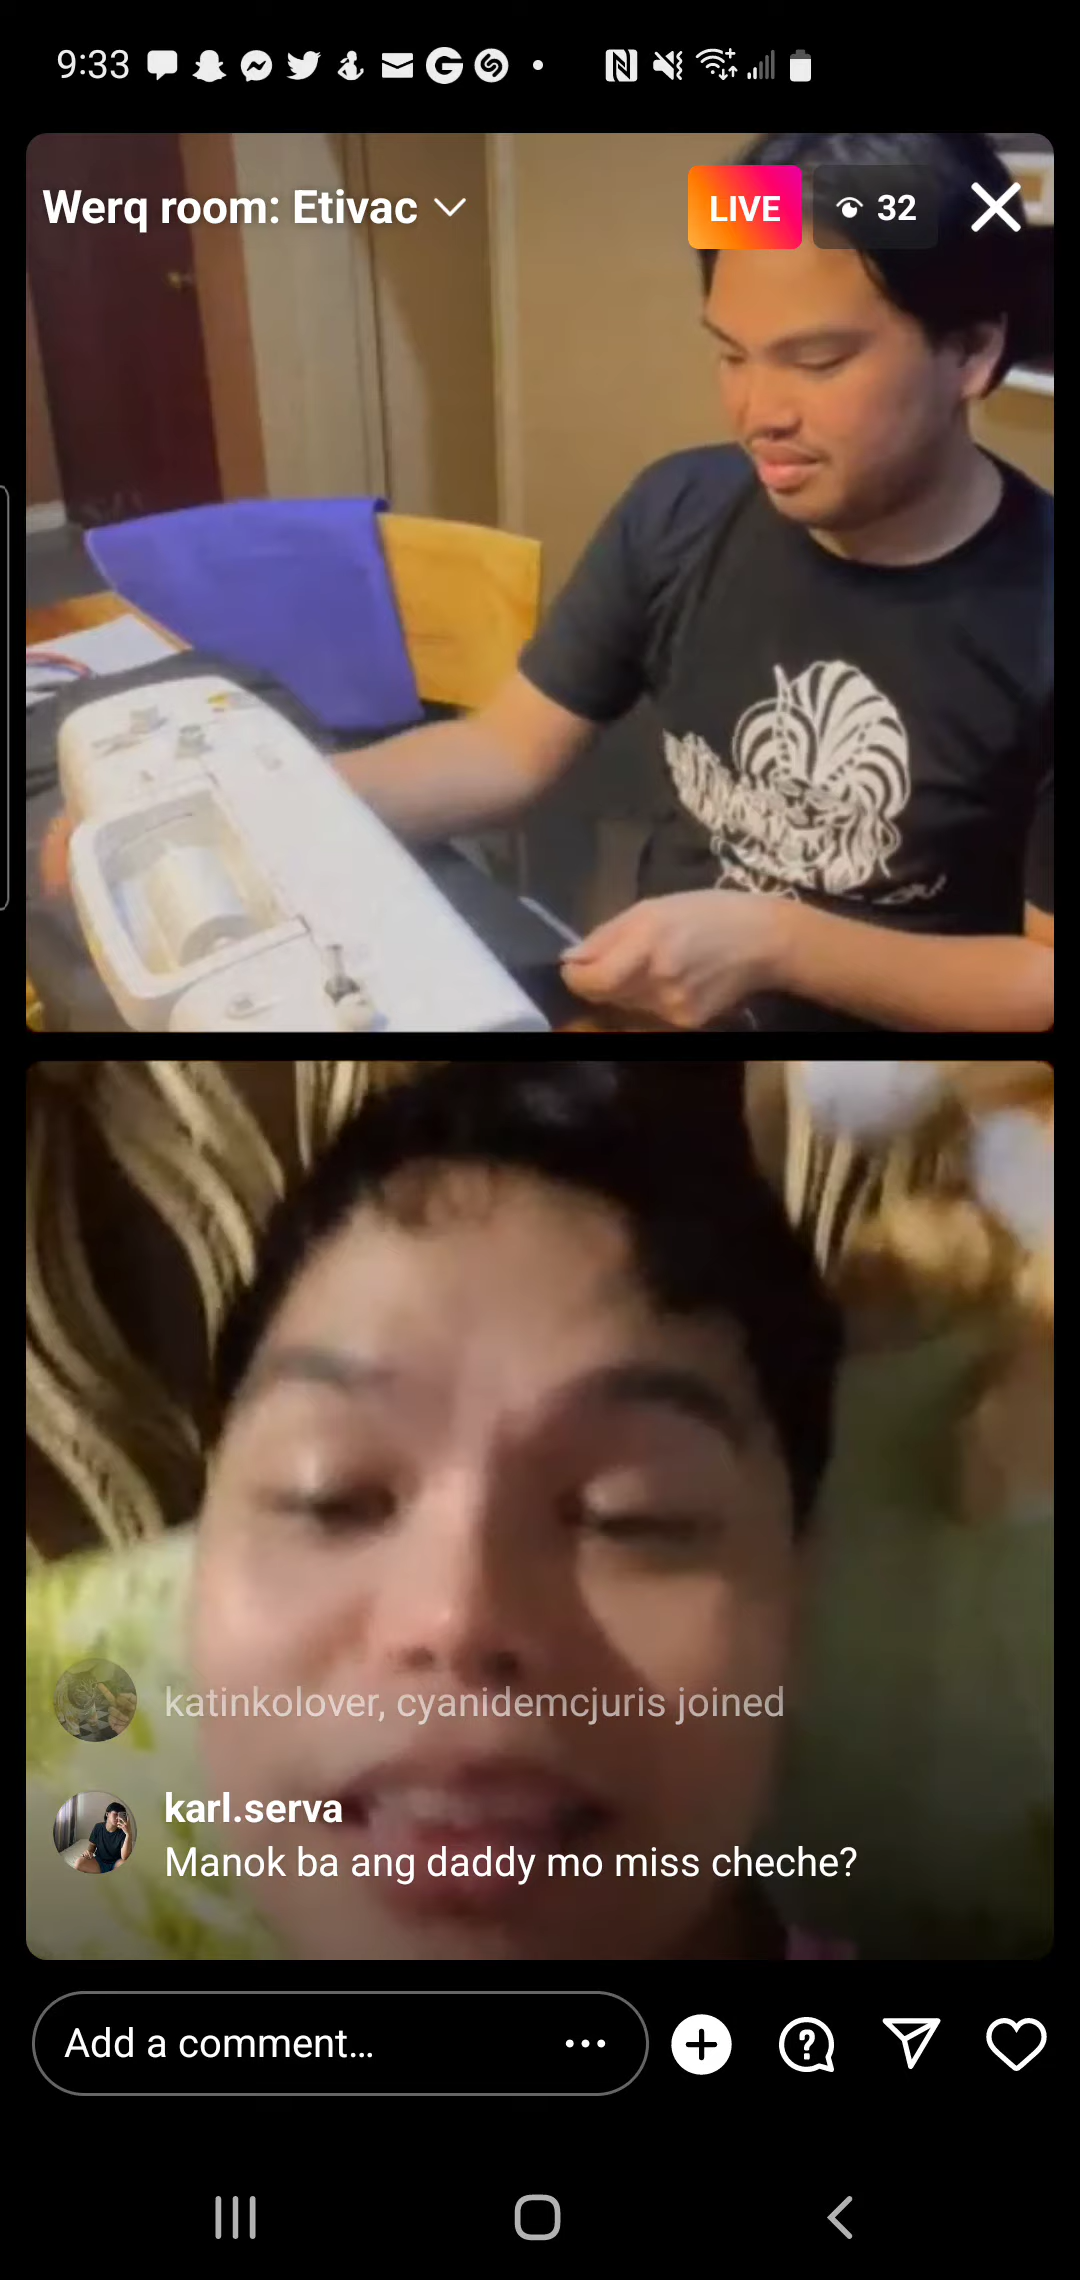 9:33
Werq room: Etivac
LIVE
32
katinkolover, cyanidemcjuris joined
karl.serva
Manok ba ang daddy mo miss cheche?
Add a comment...